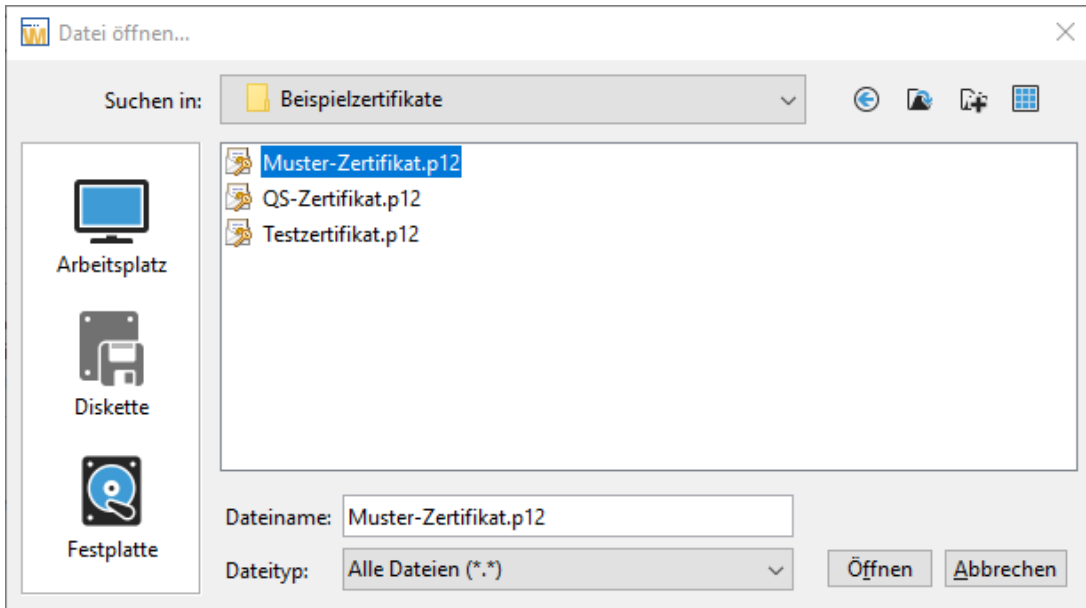 Datei öffnen...
Suchen in: Beispielzertifikate
Muster-Zertifikat.p12
QS-Zertifikat.p12
Testzertifikat.p12
Arbeitsplatz
Diskette
Festplatte
Dateiname: Muster-Zertifikat.p12
Dateityp: Alle Dateien (*.*)
Öffnen Abbrechen